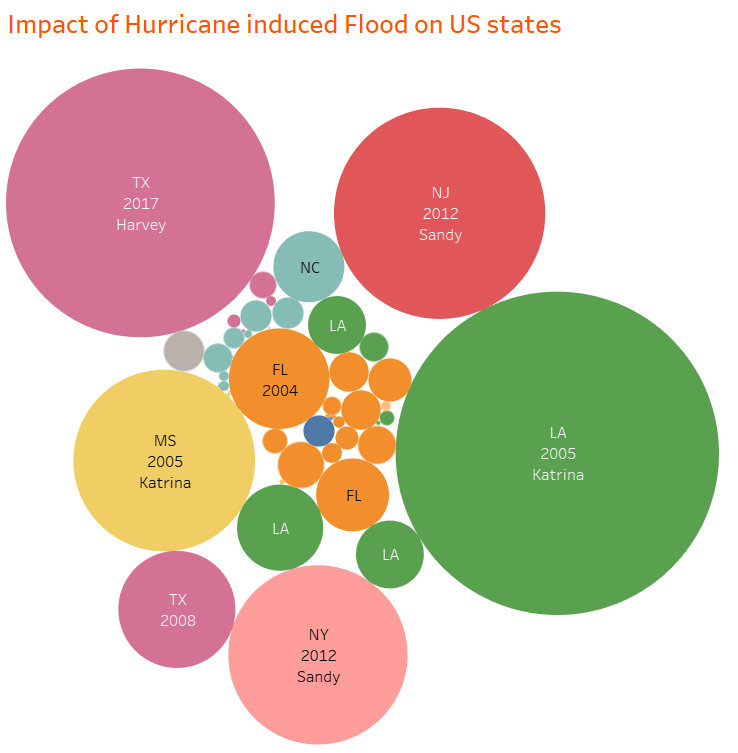 Impact of Hurricane induced Flood on US states
TX
2017
Harvey
NJ
2012
Sandy
NC
LA
FL
2004
MS
2005
Katrina
LA
2005
Katrina
FL
LA
LA
TX
2008
NY
2012
Sandy